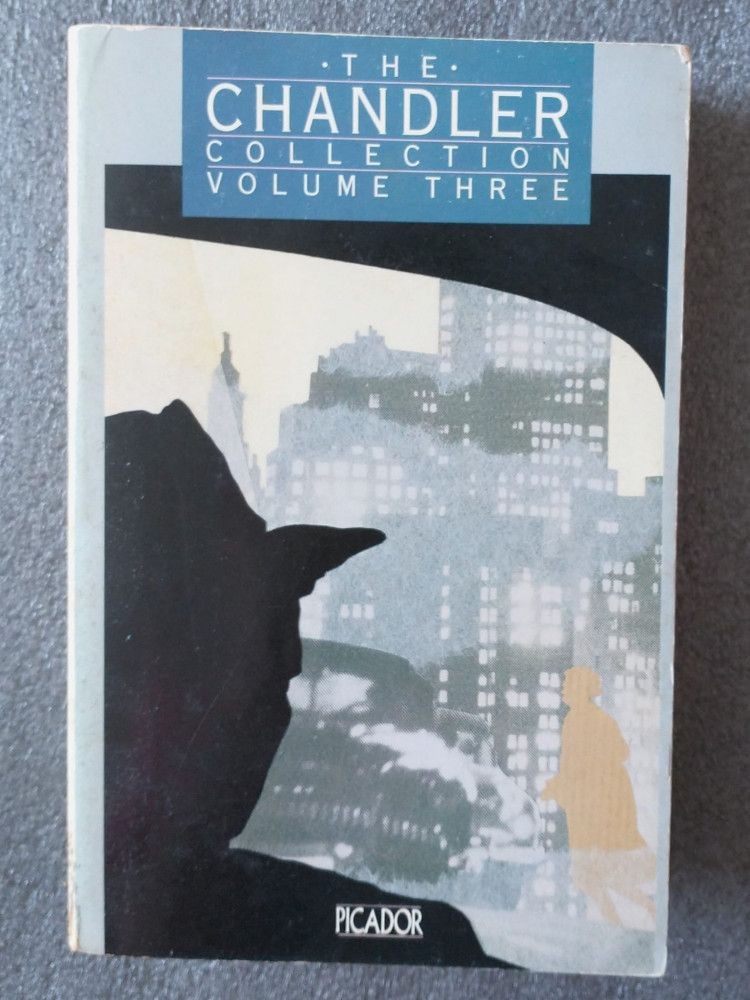 ·THE·
CHANDLER
COLLECTION
VOLUME THREE
PICADOR